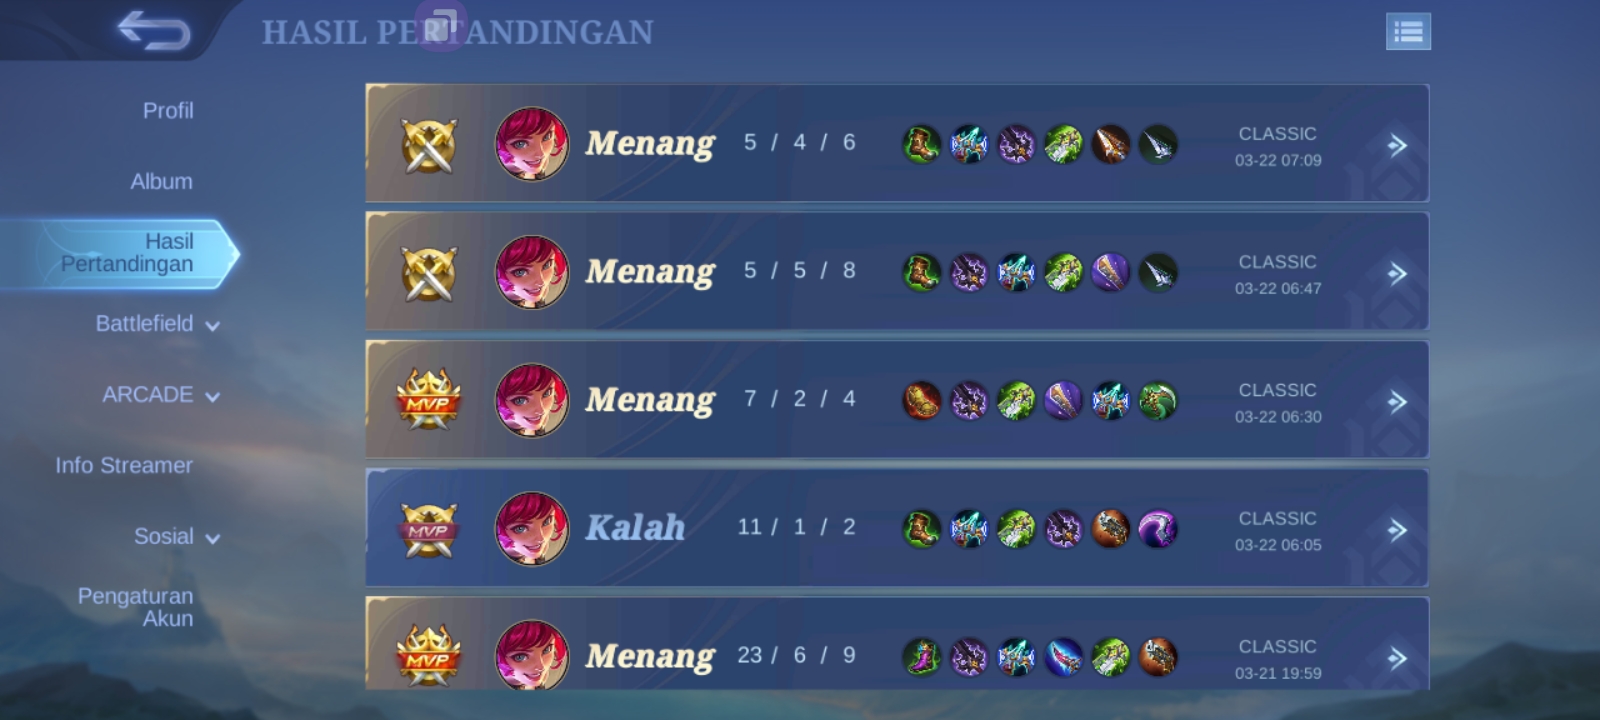 HASIL PERTANDINGAN
Profil
Album
Hasil
Pertandingan
Battlefield
ARCADE
Info Streamer
Sosial
Pengaturan
Akun
Menang 5 / 4 / 6 CLASSIC
03-22 07:09
Menang 5 / 5 / 8 CLASSIC
03-22 06:47
MVP Menang 7 / 2 / 4 CLASSIC
03-22 06:30
MVP Kalah 11 / 1 / 2 CLASSIC
03-22 06:05
MVP Menang 23 / 6 / 9 CLASSIC
03-21 19:59